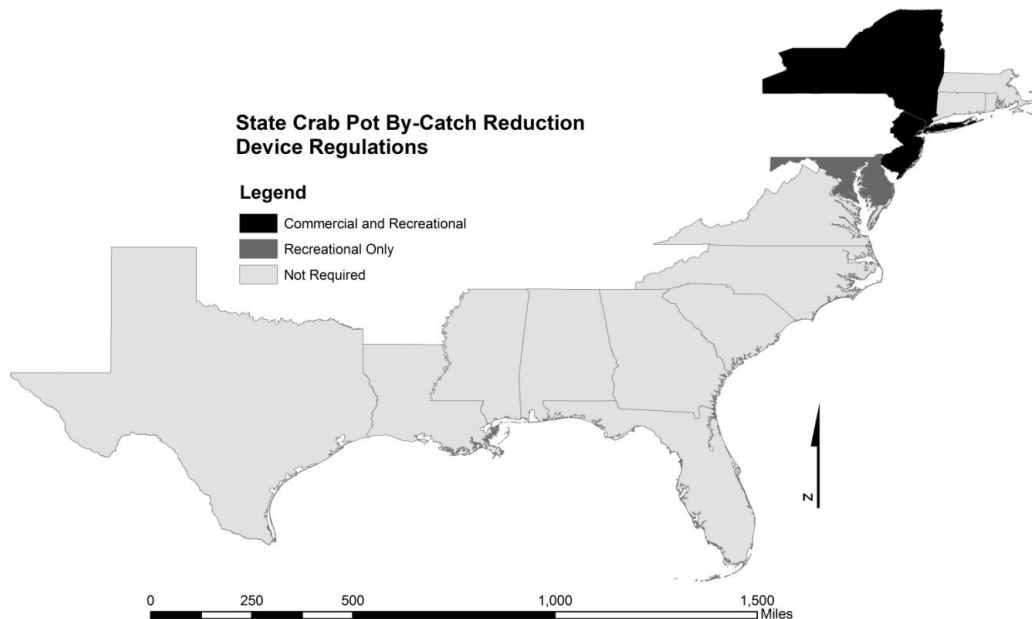 State Crab Pot By-Catch Reduction
Device Regulations
Legend
Commercial and Recreational
Recreational Only
Not Required
N
0 250 500 1,000 1,500
Miles